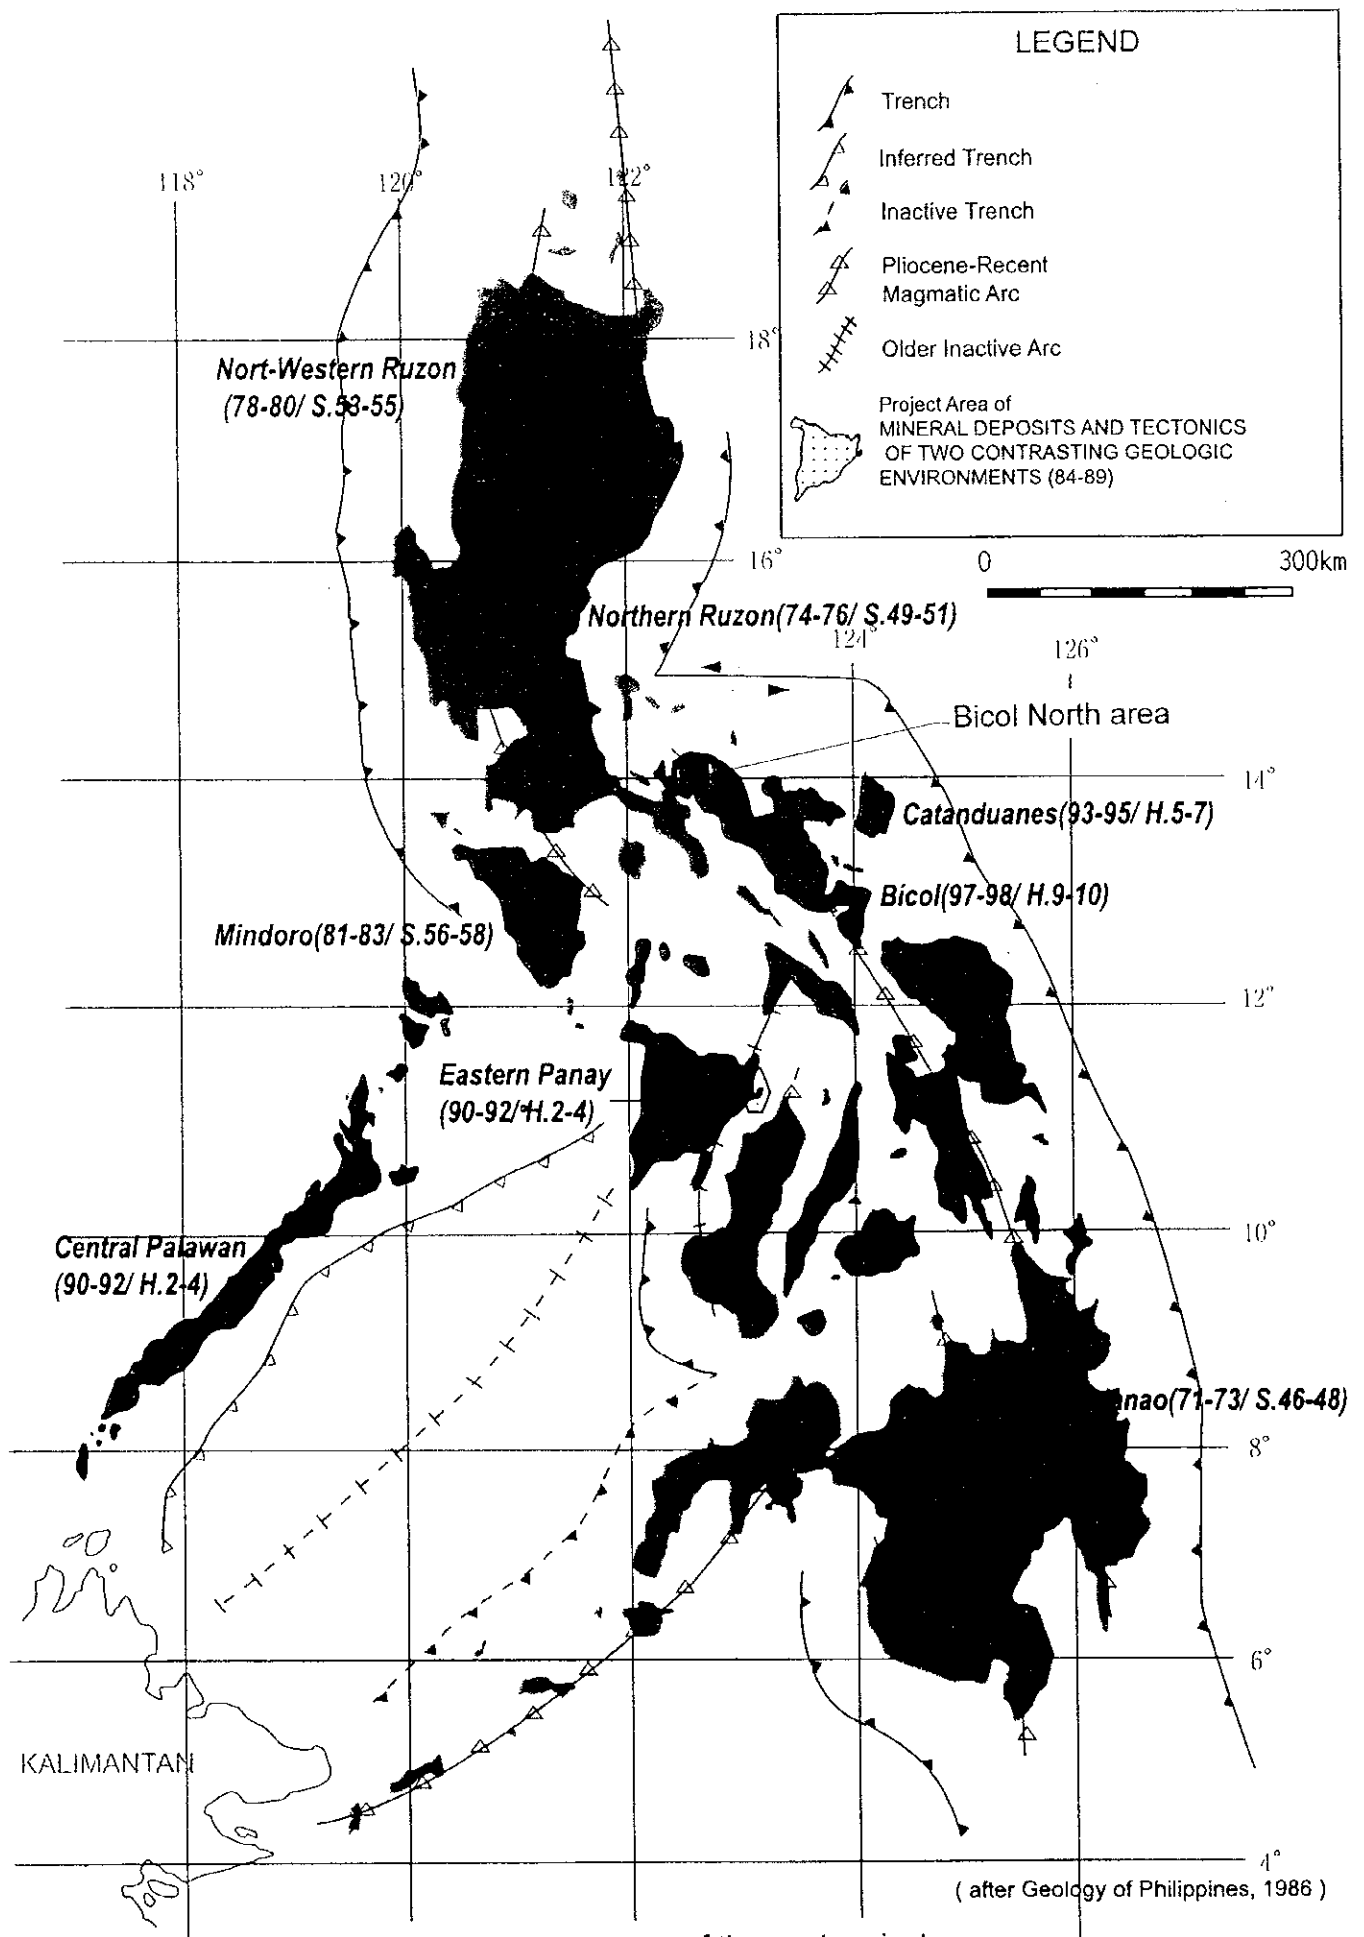 LEGEND
Trench
Inferred Trench
Inactive Trench
Pliocene-Recent
Magmatic Arc
Older Inactive Arc
Project Area of
MINERAL DEPOSITS AND TECTONICS
OF TWO CONTRASTING GEOLOGIC
ENVIRONMENTS (84-89)
0 300km
118° 120° 122°
18°
Nort-Western Ruzon
(78-80/ S.53-55)
16°
Northern Ruzon(74-76/ S.49-51)
124° 126°
Bicol North area
14°
Catanduanes(93-95/ H.5-7)
Bicol(97-98/ H.9-10)
Mindoro(81-83/ S.56-58)
12°
Eastern Panay
(90-92/ H.2-4)
10°
Central Palawan
(90-92/ H.2-4)
anao(71-73/ S.46-48)
8°
6°
KALIMANTAN
4°
( after Geology of Philippines, 1986 )